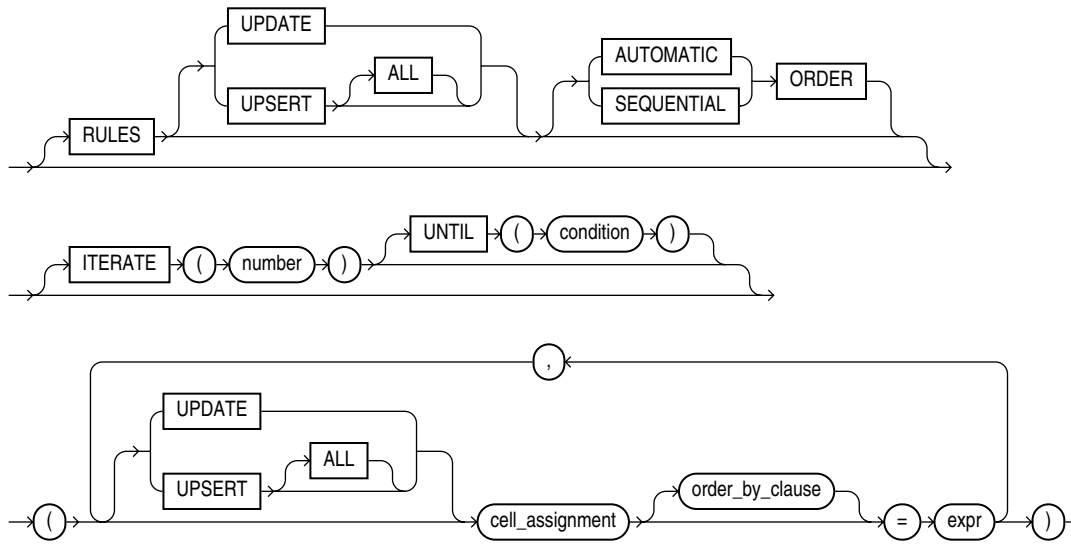 UPDATE
ALL
AUTOMATIC
UPSERT
SEQUENTIAL
ORDER
RULES
UNTIL ( condition )
ITERATE ( number )
,
UPDATE
ALL
UPSERT
order_by_clause
( cell_assignment = expr )